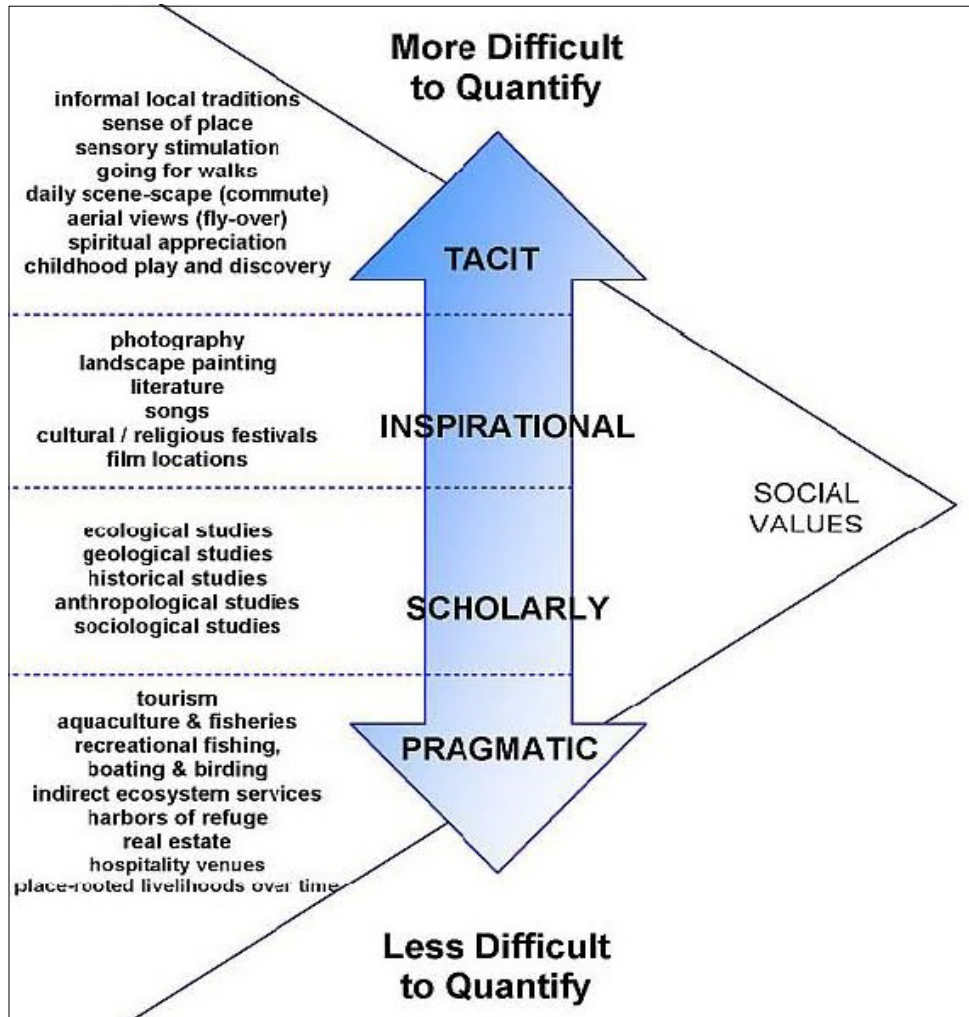 More Difficult
to Quantify
informal local traditions
sense of place
sensory stimulation
going for walks
daily scene-scape (commute)
aerial views (fly-over)
spiritual appreciation
childhood play and discovery
TACIT
photography
landscape painting
literature
songs
cultural / religious festivals
film locations
INSPIRATIONAL
ecological studies
geological studies
historical studies
anthropological studies
sociological studies
SCHOLARLY
SOCIAL
VALUES
tourism
aquaculture & fisheries
recreational fishing,
boating & birding
indirect ecosystem services
harbors of refuge
real estate
hospitality venues
place-rooted livelihoods over time
PRAGMATIC
Less Difficult
to Quantify